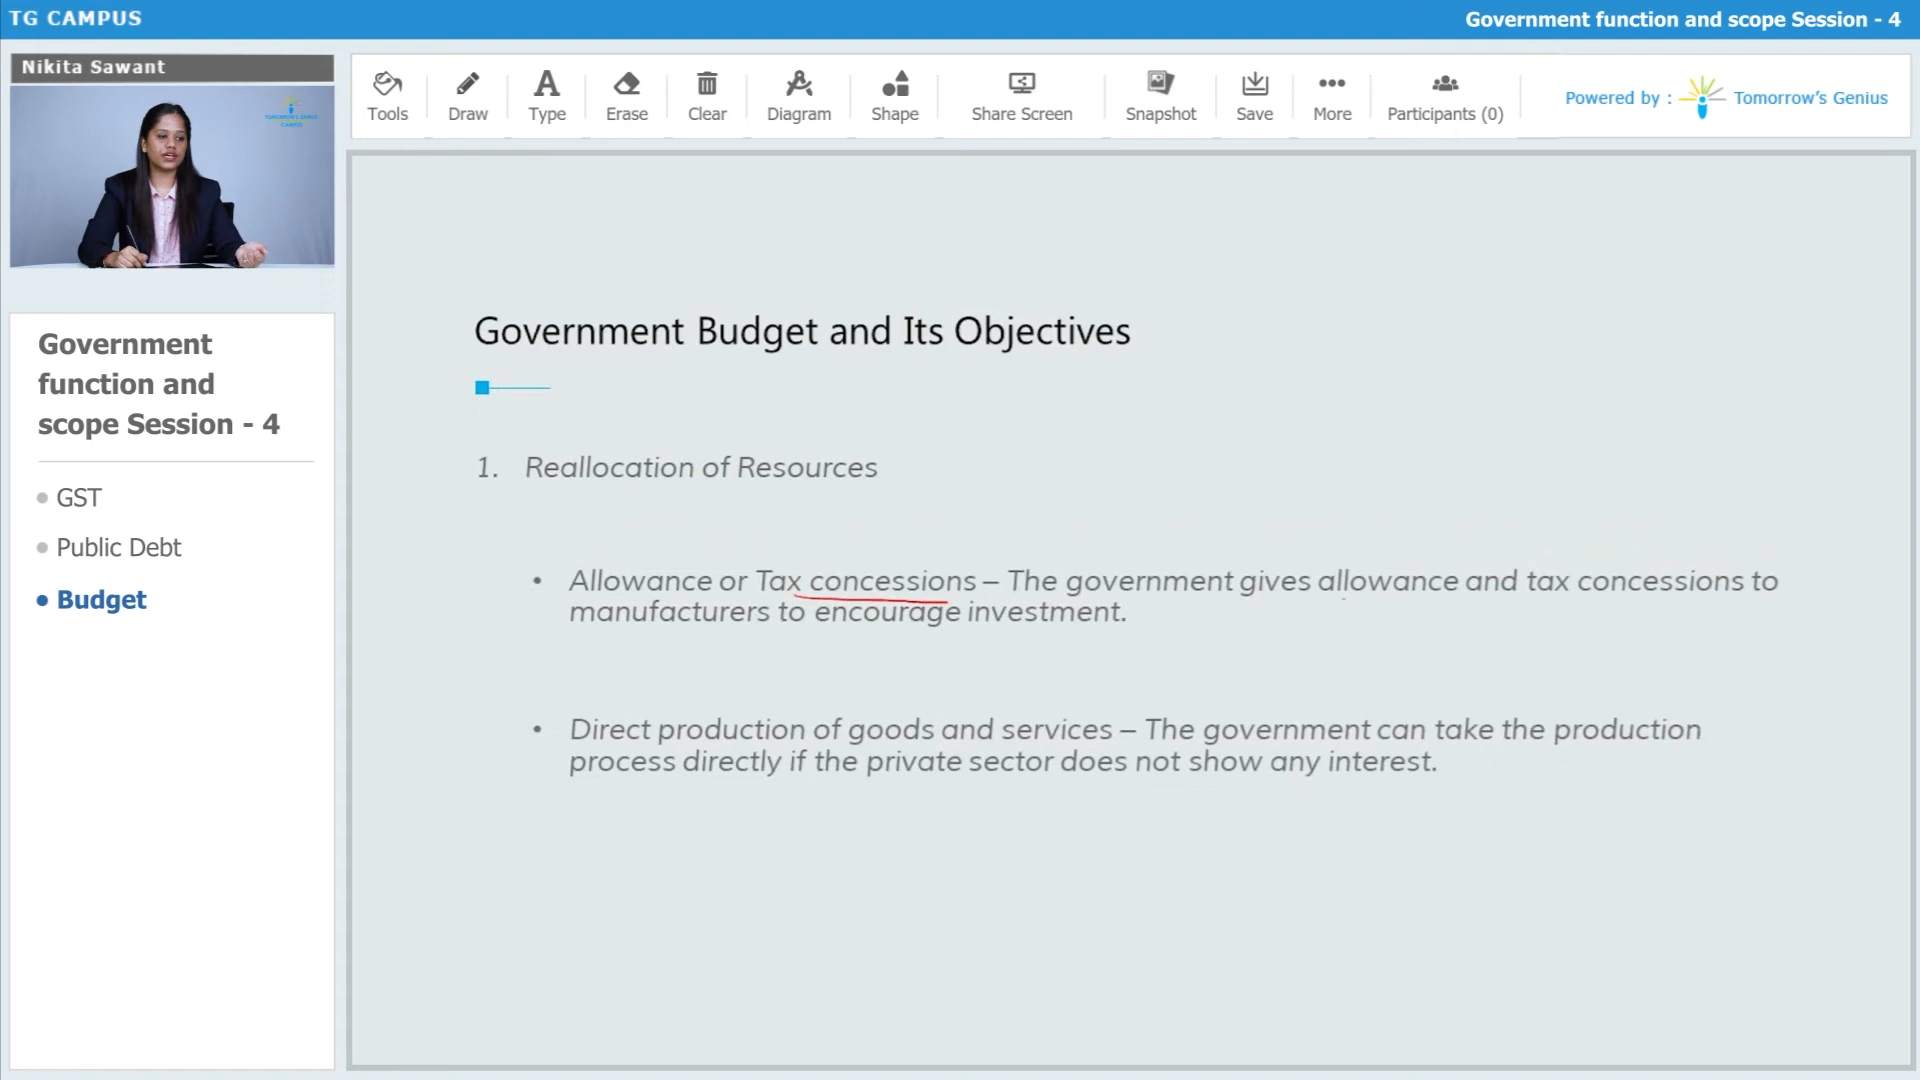 TG CAMPUS
Government function and scope Session - 4
Nikita Sawant
TOMORROW'S GENIUS
CAMPUS
Tools
Draw
Type
Erase
Clear
Diagram
Shape
Share Screen
Snapshot
Save
More
Participants (0)
Powered by :
Tomorrow's Genius
Government
function and
scope Session - 4
GST
Public Debt
Budget
Government Budget and Its Objectives
1. Reallocation of Resources
• Allowance or Tax concessions – The government gives allowance and tax concessions to
manufacturers to encourage investment.
• Direct production of goods and services – The government can take the production
process directly if the private sector does not show any interest.